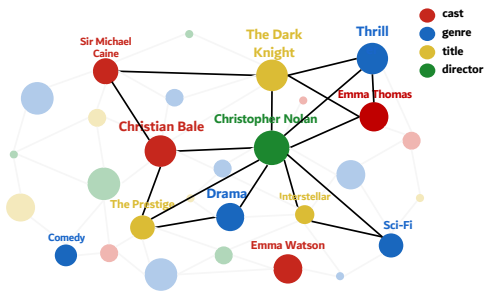 cast
genre
title
director
Sir Michael
Caine
The Dark
Knight
Thrill
Emma Thomas
Christopher Nolan
Christian Bale
The Prestige
Drama
Interstellar
Comedy
Emma Watson
Sci-Fi